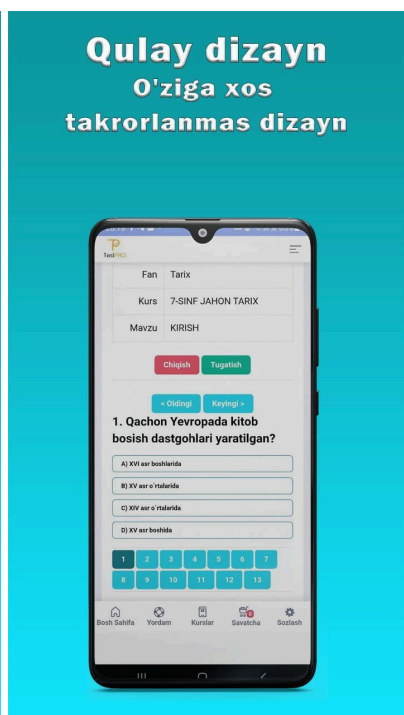 Qulay dizayn
O'ziga xos
takrorlanmas dizayn
TestPRO
Fan Tarix
Kurs 7-SINF JAHON TARIX
Mavzu KIRISH
Chiqish Tugatish
« Oldingi Keyingi »
1. Qachon Yevropada kitob
bosish dastgohlari yaratilgan?
A) XVI asr boshlarida
B) XV asr o`rtalarida
C) XIV asr o`rtalarida
D) XV asr boshida
1 2 3 4 5 6 7
8 9 10 11 12 13
Bosh Sahifa Yordam Kurslar Savatcha Sozlash